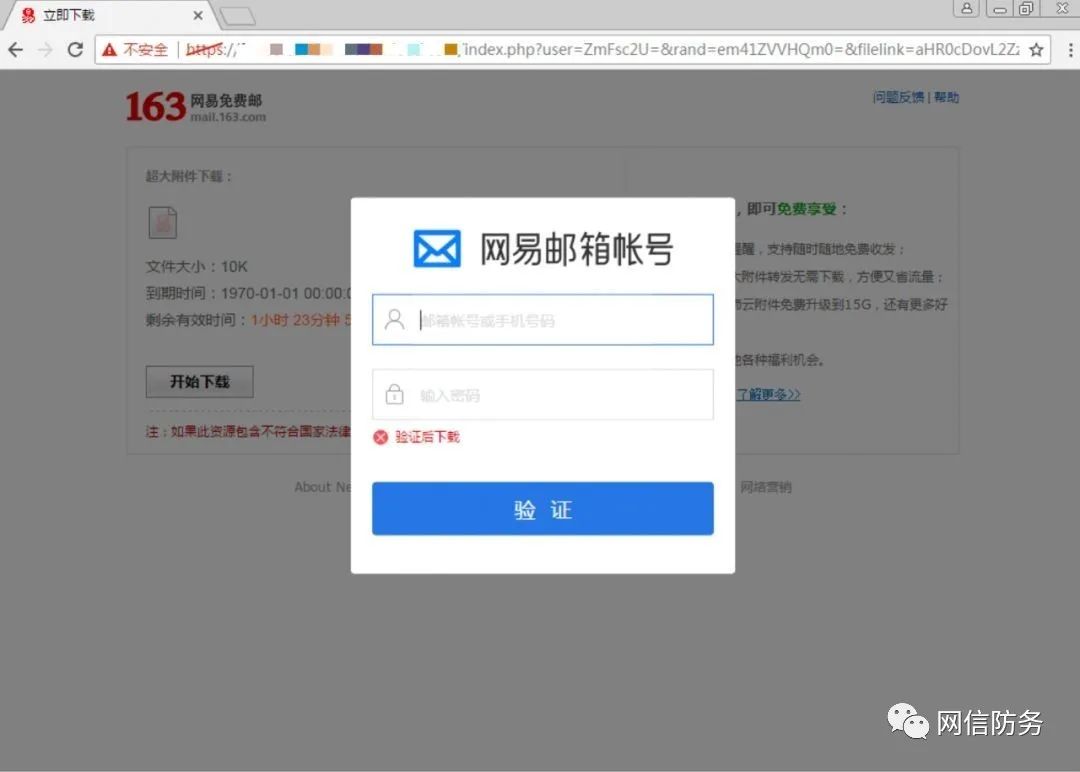 立即下载
不安全 | https://
index.php?user=ZmFsc2U=&rand=em41ZVVHQm0=&filelink=aHR0cDovL2Z
163 网易免费邮
mail.163.com
问题反馈 | 帮助
超大附件下载：
文件大小：10K
到期时间：1970-01-01 00:00:0
剩余有效时间：1小时 23分钟 5
开始下载
注：如果此资源包含不符合国家法律
，即可免费享受：
提醒，支持随时随地免费收发；
大附件转发无需下载，方便又省流量；
云附件免费升级到15G，还有更多好
各种福利机会。
了解更多>>
网易邮箱帐号
邮箱帐号或手机号码
输入密码
验证后下载
验 证
About Ne
网络营销
网信防务